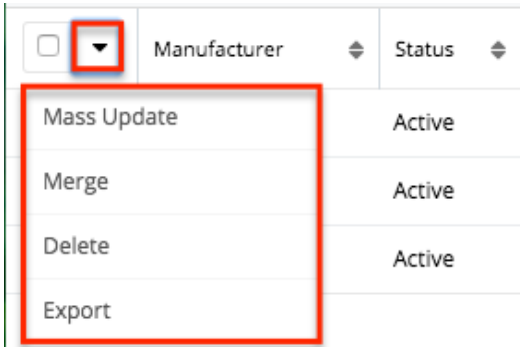 Manufacturer Status
Mass Update Active
Merge Active
Delete Active
Export